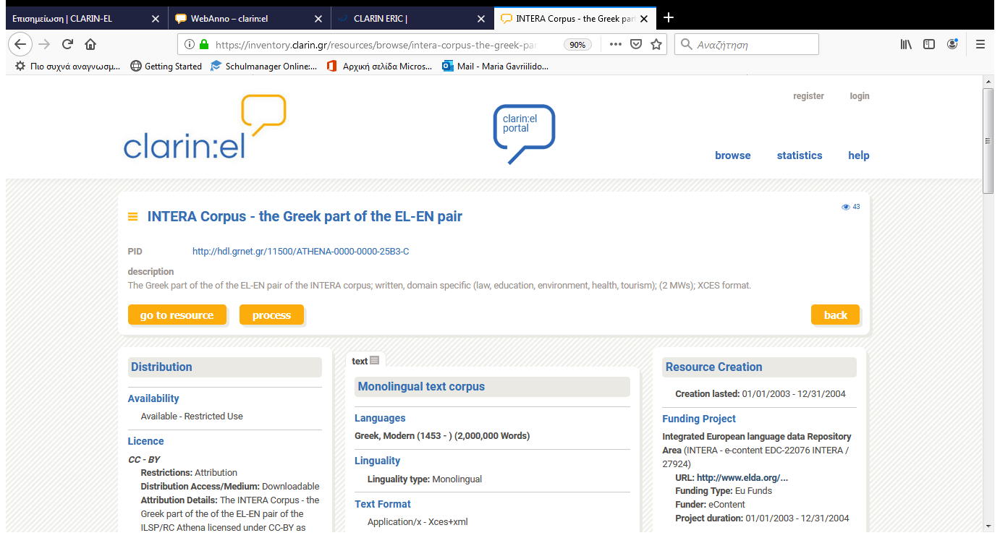 Επισημείωση | CLARIN-EL
WebAnno – clarin:el
CLARIN ERIC |
INTERA Corpus - the Greek par
https://inventory.clarin.gr/resources/browse/intera-corpus-the-greek-par
90%
Αναζήτηση
Πιο συχνά αναγνωσμ...
Getting Started
Schulmanager Online:...
Αρχική σελίδα Micros...
Mail - Maria Gavriilido...
register
login
clarin:el
clarin:el
portal
browse
statistics
help
INTERA Corpus - the Greek part of the EL-EN pair
43
PID
http://hdl.grnet.gr/11500/ATHENA-0000-0000-25B3-C
description
The Greek part of the of the EL-EN pair of the INTERA corpus; written, domain specific (law, education, environment, health, tourism); (2 MWs); XCES format.
go to resource
process
back
Distribution
Availability
Available - Restricted Use
Licence
CC - BY
Restrictions: Attribution
Distribution Access/Medium: Downloadable
Attribution Details: The INTERA Corpus - the
Greek part of the of the EL-EN pair of the
ILSP/RC Athena licensed under CC-BY as
text
Monolingual text corpus
Languages
Greek, Modern (1453 - ) (2,000,000 Words)
Linguality
Linguality type: Monolingual
Text Format
Application/x - Xces+xml
Resource Creation
Creation lasted: 01/01/2003 - 12/31/2004
Funding Project
Integrated European language data Repository
Area (INTERA - e-content EDC-22076 INTERA /
27924)
URL: http://www.elda.org/...
Funding Type: Eu Funds
Funder: eContent
Project duration: 01/01/2003 - 12/31/2004